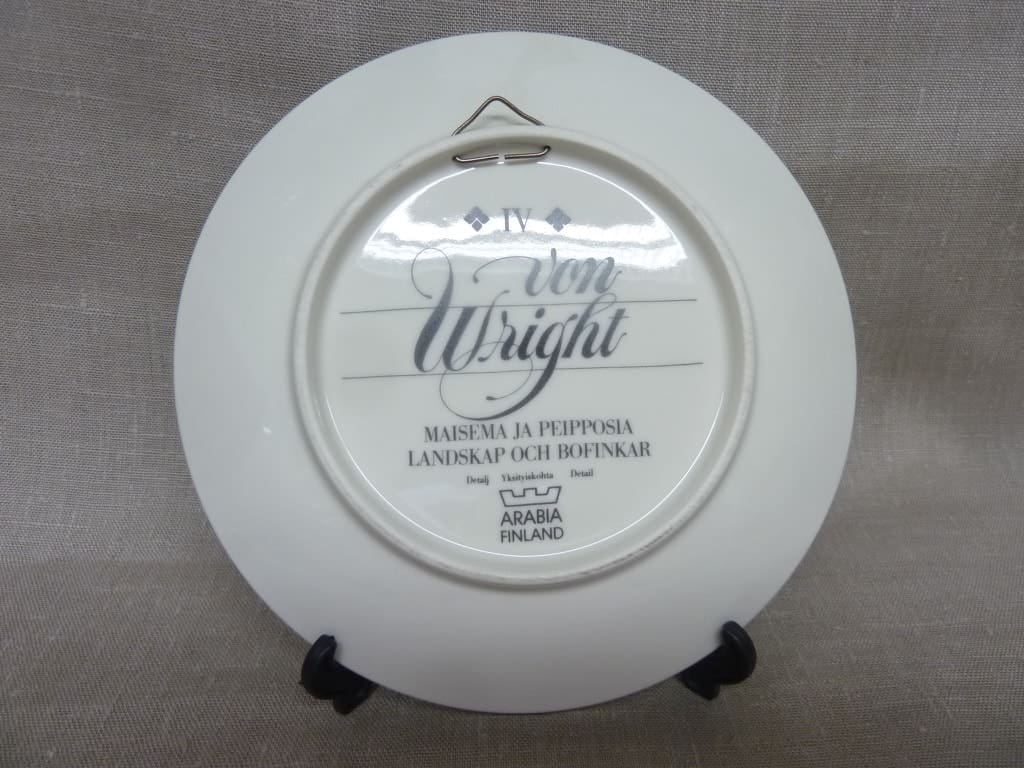 IV
von
Wright
MAISEMA JA PEIPPOSIA
LANDSKAP OCH BOFINKAR
Detalj Yksityiskohta Detail
ARABIA
FINLAND